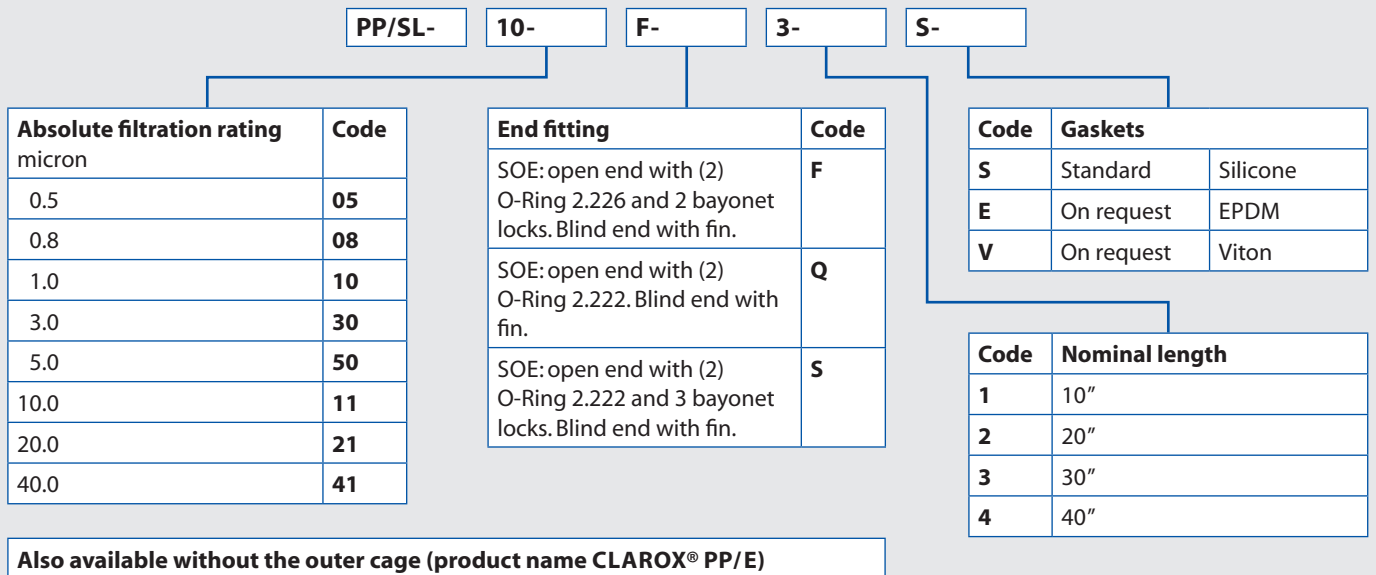 PP/SL- 10- F- 3- S-
Absolute filtration rating Code
micron
0.5 05
0.8 08
1.0 10
3.0 30
5.0 50
10.0 11
20.0 21
40.0 41
End fitting Code
SOE: open end with (2) F
O-Ring 2.226 and 2 bayonet
locks. Blind end with fin.
SOE: open end with (2) Q
O-Ring 2.222. Blind end with
fin.
SOE: open end with (2) S
O-Ring 2.222 and 3 bayonet
locks. Blind end with fin.
Code Gaskets
S Standard Silicone
E On request EPDM
V On request Viton
Code Nominal length
1 10”
2 20”
3 30”
4 40”
Also available without the outer cage (product name CLAROX® PP/E)